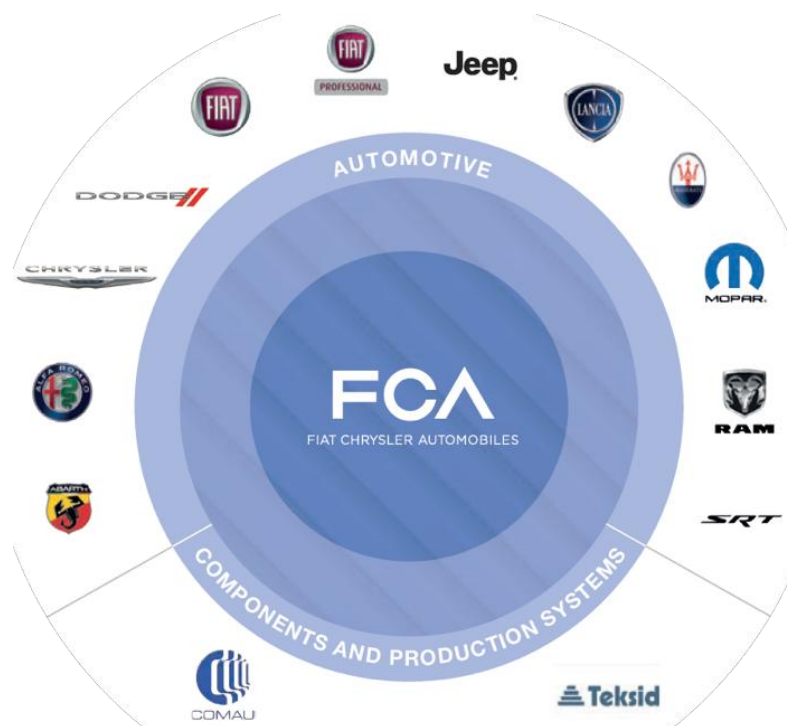 FIAT
PROFESSIONAL
Jeep
FIAT
LANCIA
AUTOMOTIVE
DODGE
MASERATI
CHRYSLER
MOPAR
ALFA ROMEO
FCA
FIAT CHRYSLER AUTOMOBILES
RAM
ABARTH
SRT
COMPONENTS AND PRODUCTION SYSTEMS
COMAU
Teksid